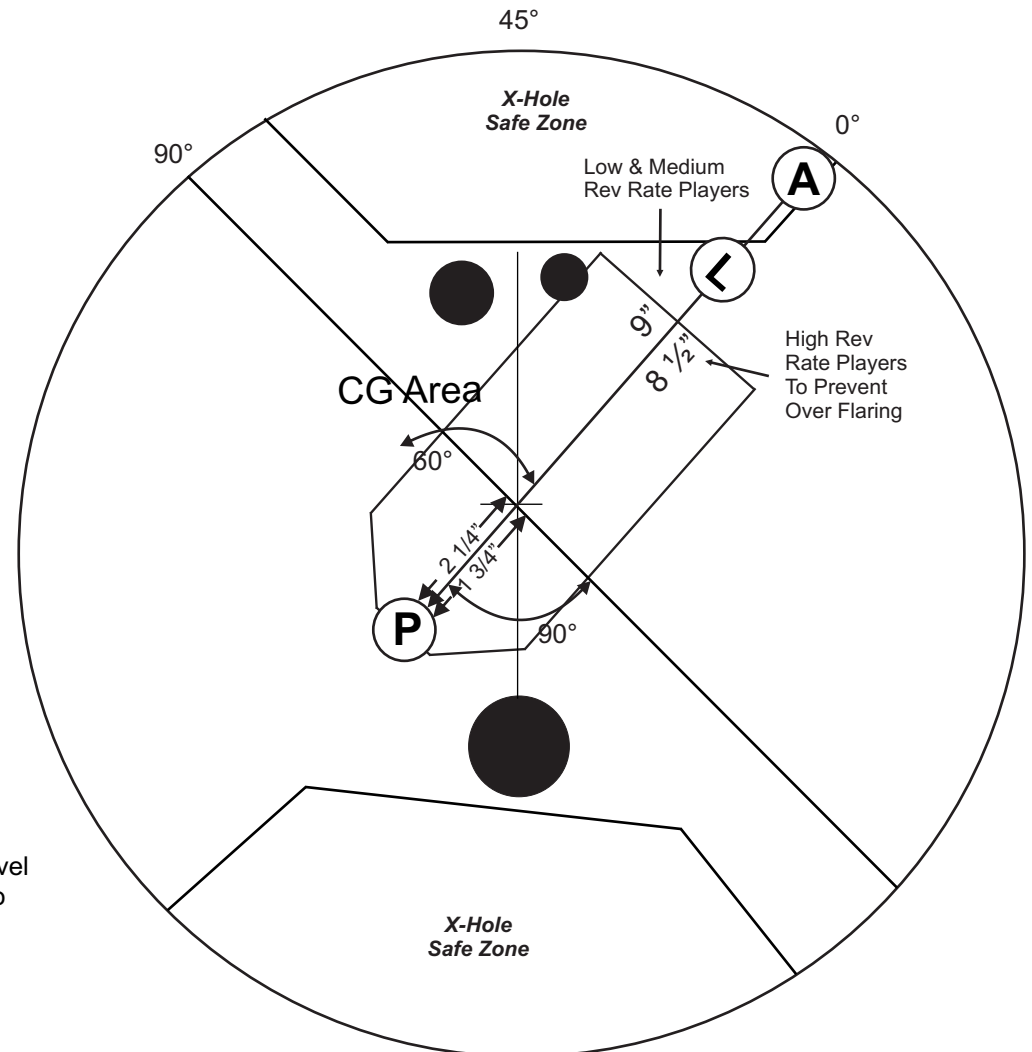 45°
X-Hole
Safe Zone
0°
90°
Low & Medium
Rev Rate Players
A
L
9”
8 ½”
High Rev
Rate Players
To Prevent
Over Flaring
CG Area
60°
2 1/4”
1 3/4”
P
90°
vel
X-Hole
Safe Zone